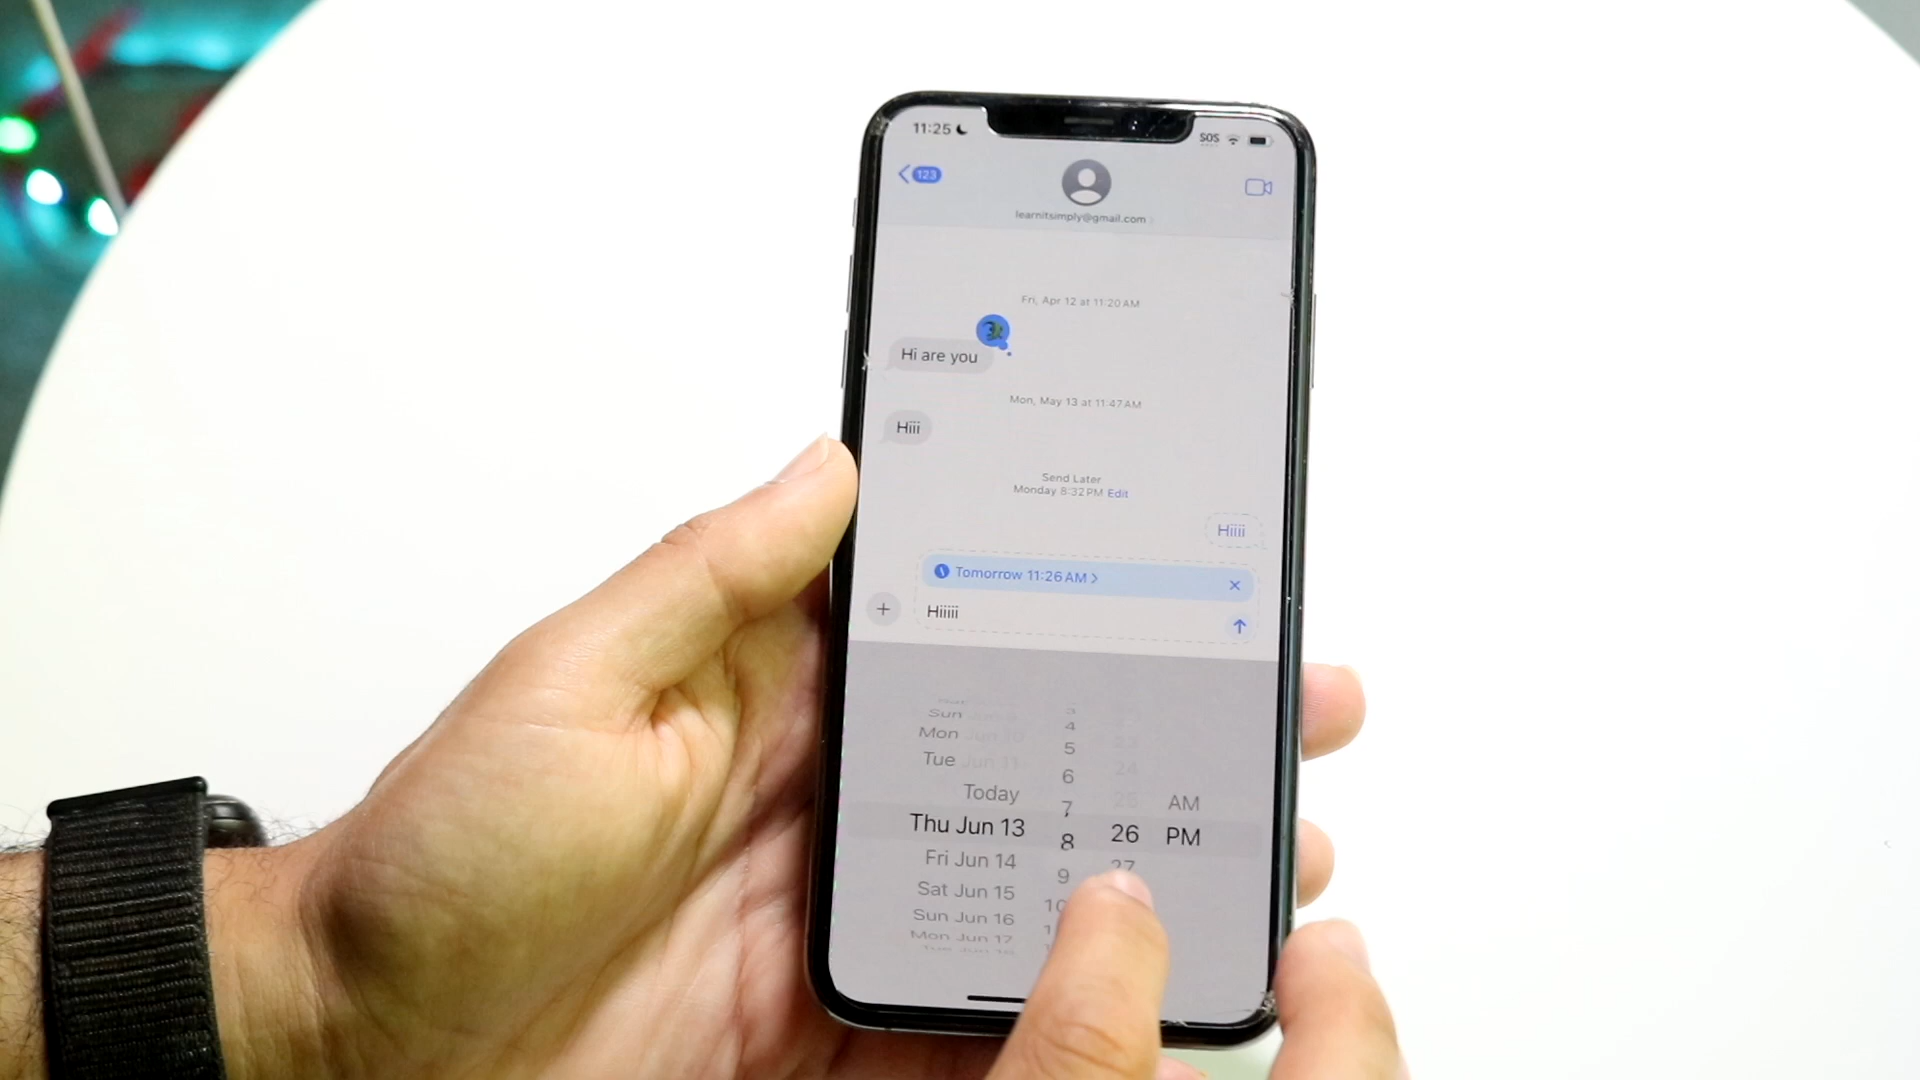 11:25
SOS
123
learnitsimply@gmail.com
Fri, Apr 12 at 11:20 AM
Hi are you
Mon, May 13 at 11:47 AM
Hiii
Send Later
Monday 8:32 PM Edit
Hiiii
Tomorrow 11:26 AM
Hiiiii
3
Sun
4
Mon Jun 10 5 23
Tue Jun 11 6 24
Today 7 25 AM
Thu Jun 13 8 26 PM
Fri Jun 14 9 27
Sat Jun 15 10
Sun Jun 16
Mon Jun 17
Tue Jun 18